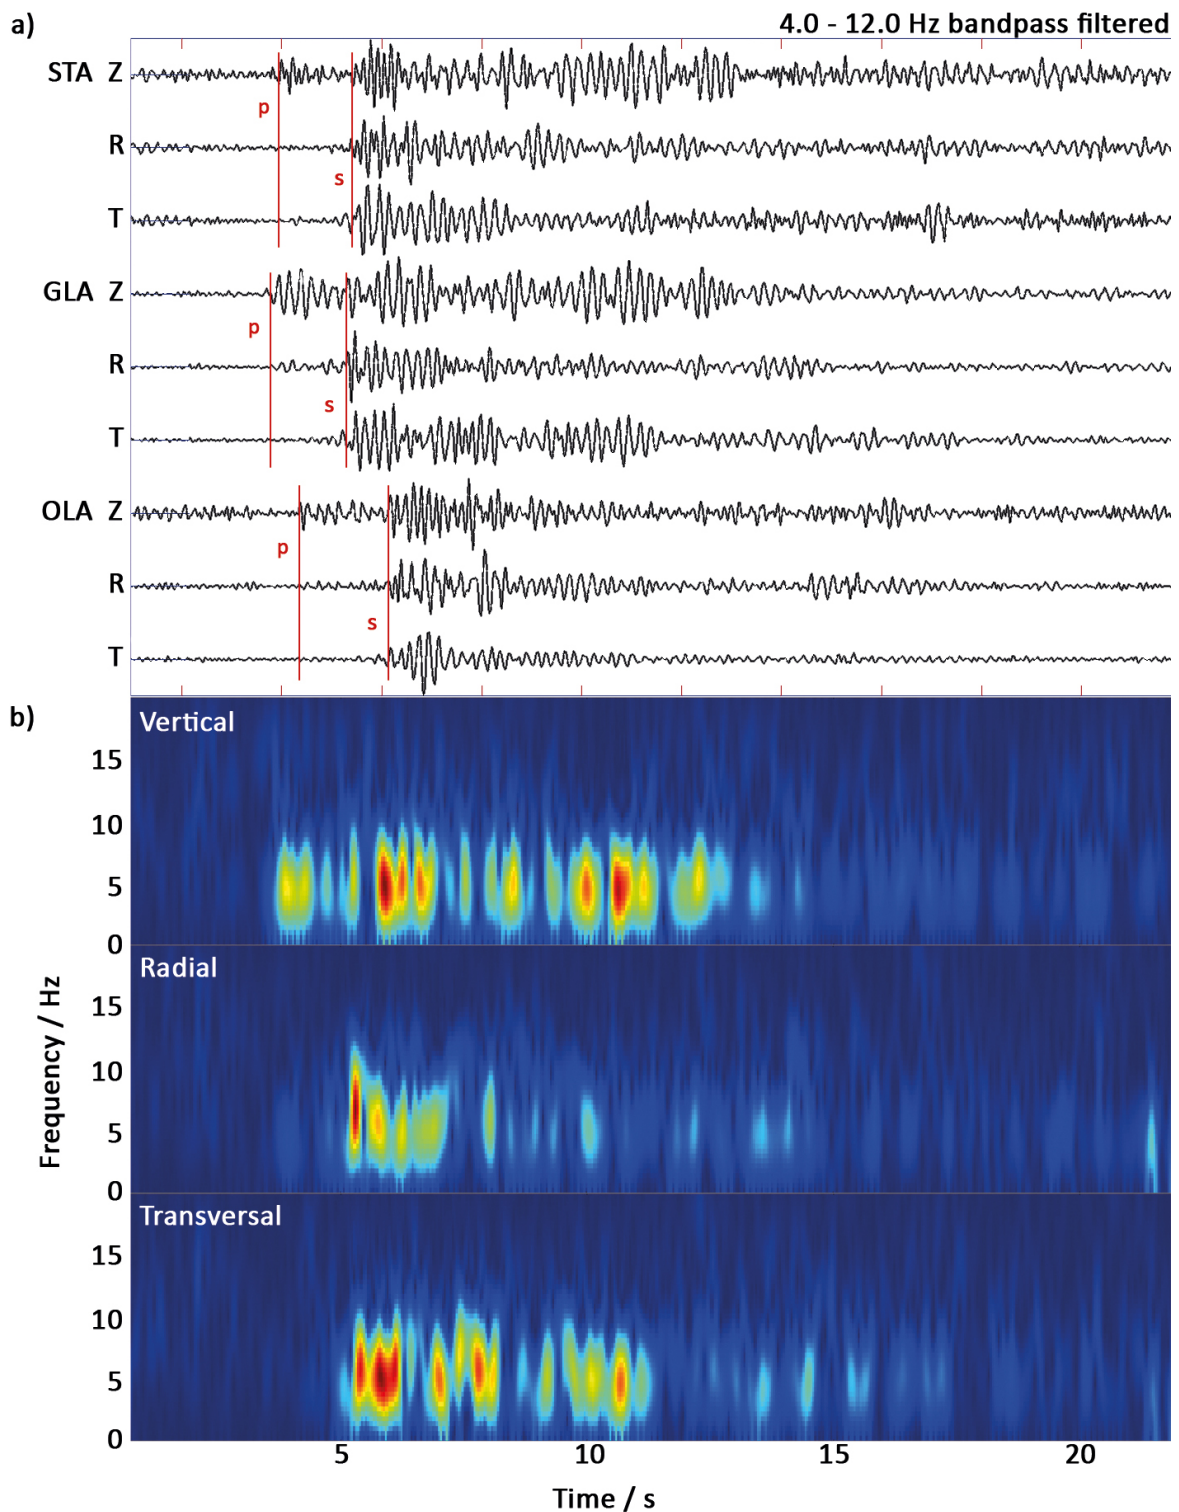 a)
4.0 - 12.0 Hz bandpass filtered
STA Z
p
R
s
T
GLA Z
p
R
s
T
OLA Z
p
R
s
T
b)
Vertical
15
10
5
0
Radial
15
10
5
0
Transversal
15
10
5
0
Frequency / Hz
5 10 15 20
Time / s